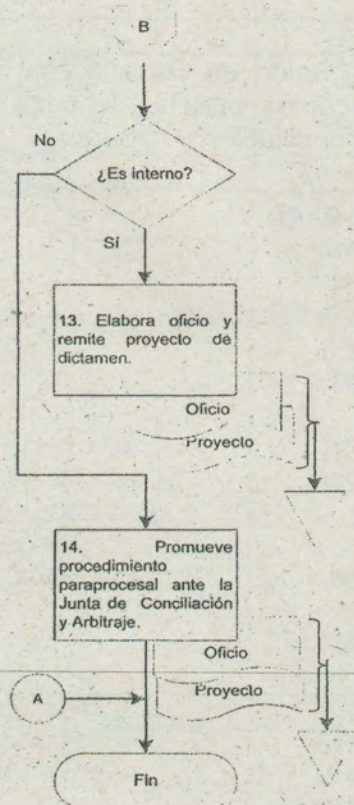 B
No
¿Es interno?
Sí
13. Elabora oficio y
remite proyecto de
dictamen.
Oficio
Proyecto
14. Promueve
procedimiento
paraprocesal ante la
Junta de Conciliación
y Arbitraje.
Oficio
Proyecto
A
Fin